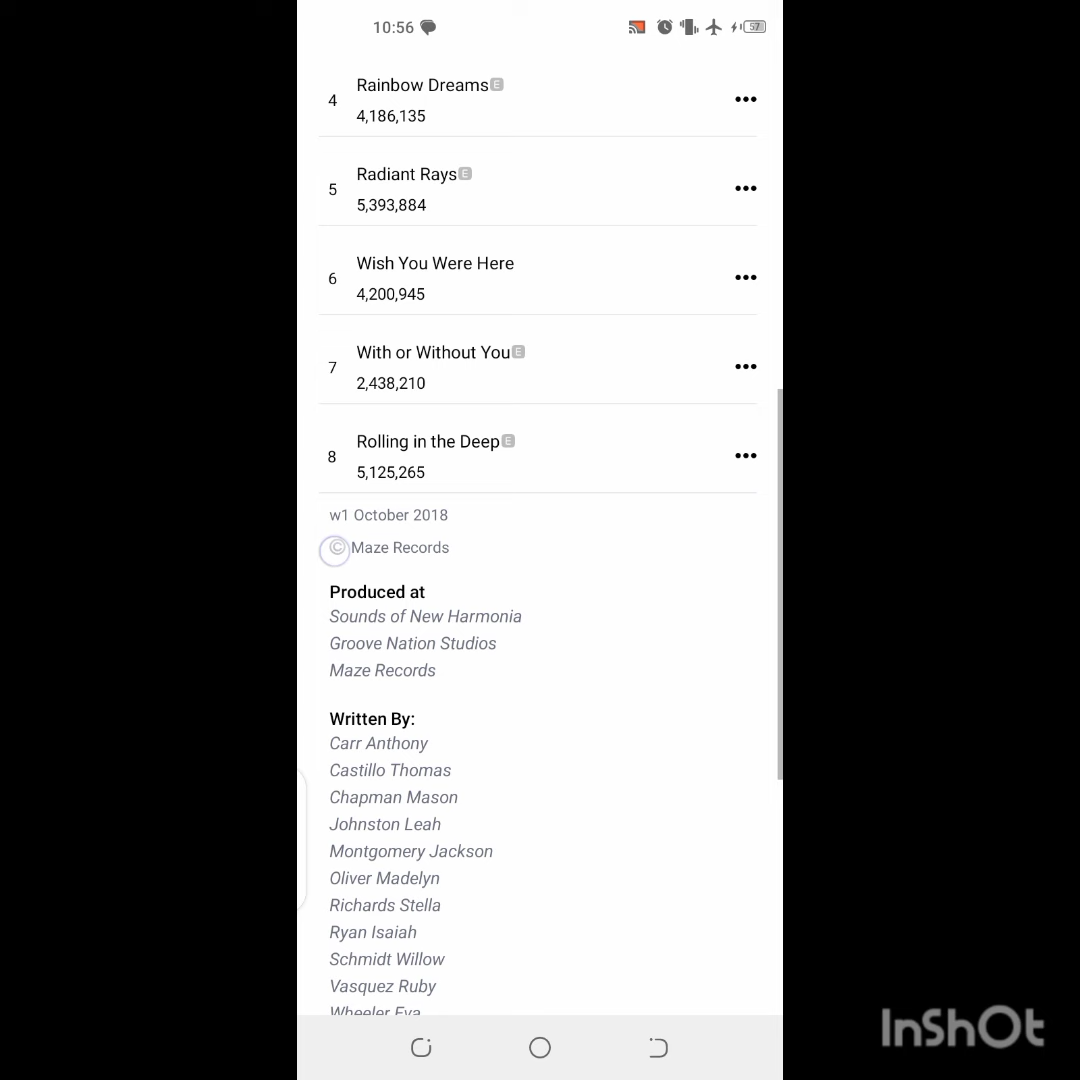 10:56
57
4
Rainbow Dreams E
4,186,135
5
Radiant Rays E
5,393,884
6
Wish You Were Here
4,200,945
7
With or Without You E
2,438,210
8
Rolling in the Deep E
5,125,265
w1 October 2018
© Maze Records
Produced at
Sounds of New Harmonia
Groove Nation Studios
Maze Records
Written By:
Carr Anthony
Castillo Thomas
Chapman Mason
Johnston Leah
Montgomery Jackson
Oliver Madelyn
Richards Stella
Ryan Isaiah
Schmidt Willow
Vasquez Ruby
Wheeler Eva
InShOt